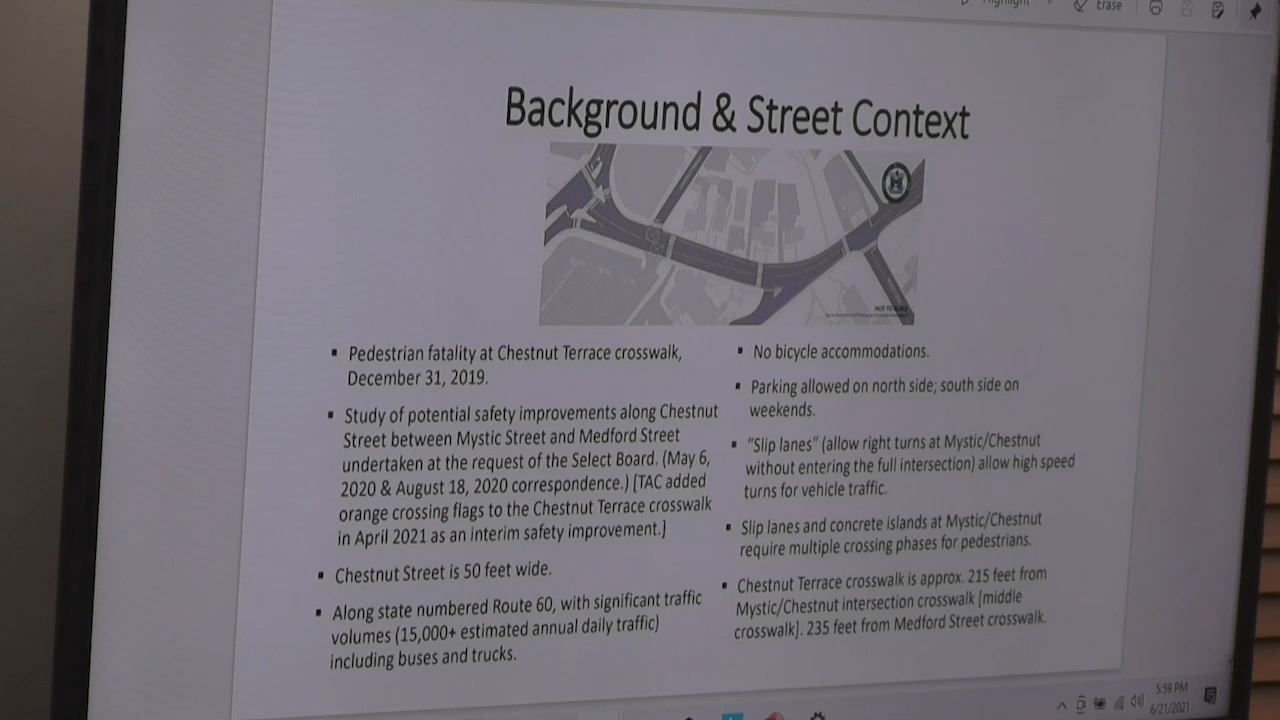 Highlight
Erase
Background & Street Context
NOT TO SCALE
▪ Pedestrian fatality at Chestnut Terrace crosswalk,
December 31, 2019.
▪ Study of potential safety improvements along Chestnut
Street between Mystic Street and Medford Street
undertaken at the request of the Select Board. (May 6,
2020 & August 18, 2020 correspondence.) [TAC added
orange crossing flags to the Chestnut Terrace crosswalk
in April 2021 as an interim safety improvement.]
▪ Chestnut Street is 50 feet wide.
▪ Along state numbered Route 60, with significant traffic
volumes (15,000+ estimated annual daily traffic)
including buses and trucks.
▪ No bicycle accommodations.
▪ Parking allowed on north side; south side on
weekends.
▪ “Slip lanes” (allow right turns at Mystic/Chestnut
without entering the full intersection) allow high speed
turns for vehicle traffic.
▪ Slip lanes and concrete islands at Mystic/Chestnut
require multiple crossing phases for pedestrians.
▪ Chestnut Terrace crosswalk is approx. 215 feet from
Mystic/Chestnut intersection crosswalk [middle
crosswalk]. 235 feet from Medford Street crosswalk.
5:59 PM
6/21/2021